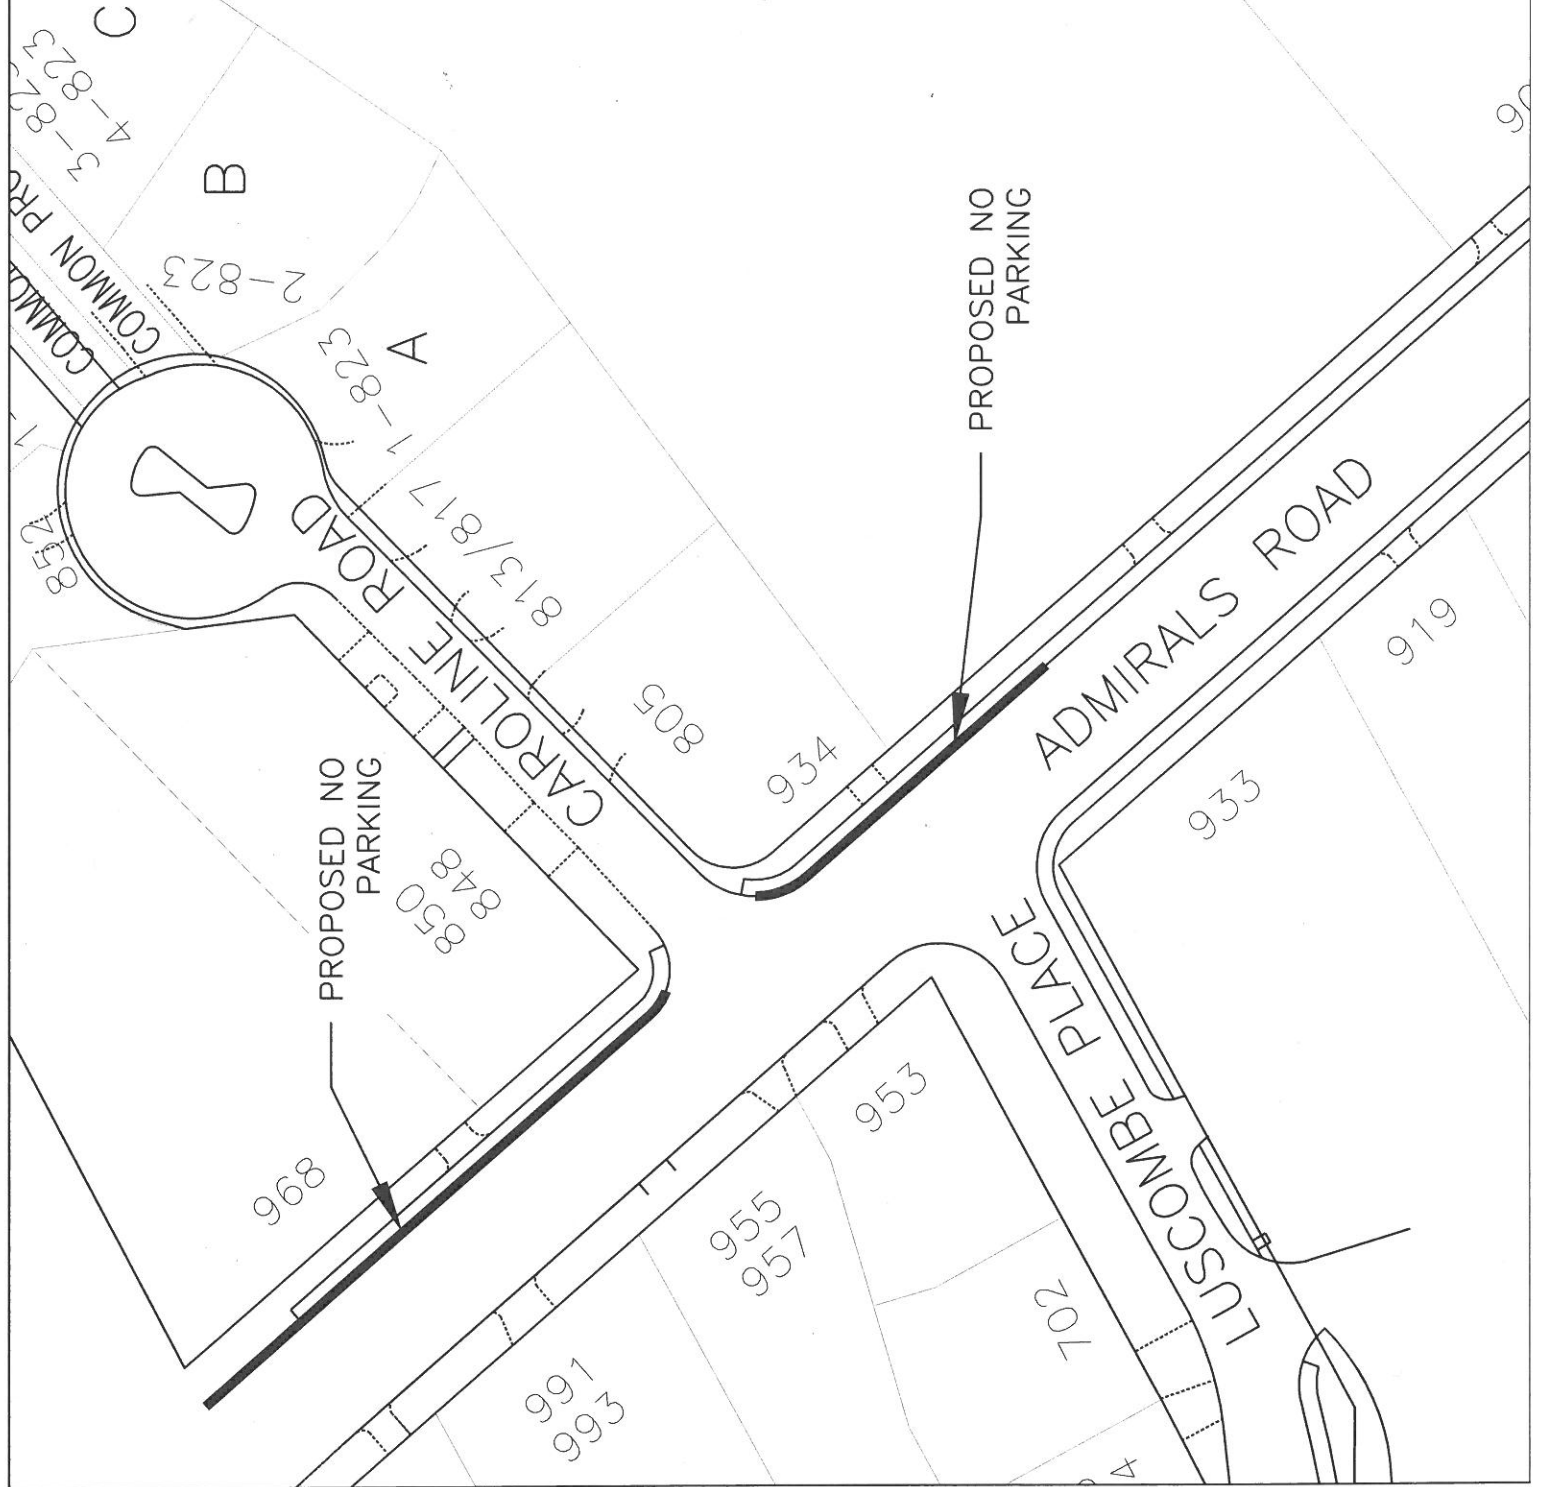 C
3-823
4-823
B
2-823
COMMON
COMMON
1-823
A
852
813/817
CAROLINE ROAD
805
934
PROPOSED NO
PARKING
ADMIRALS ROAD
919
933
PROPOSED NO
PARKING
850
848
968
LUSCOMBE PLACE
953
955
957
702
991
993